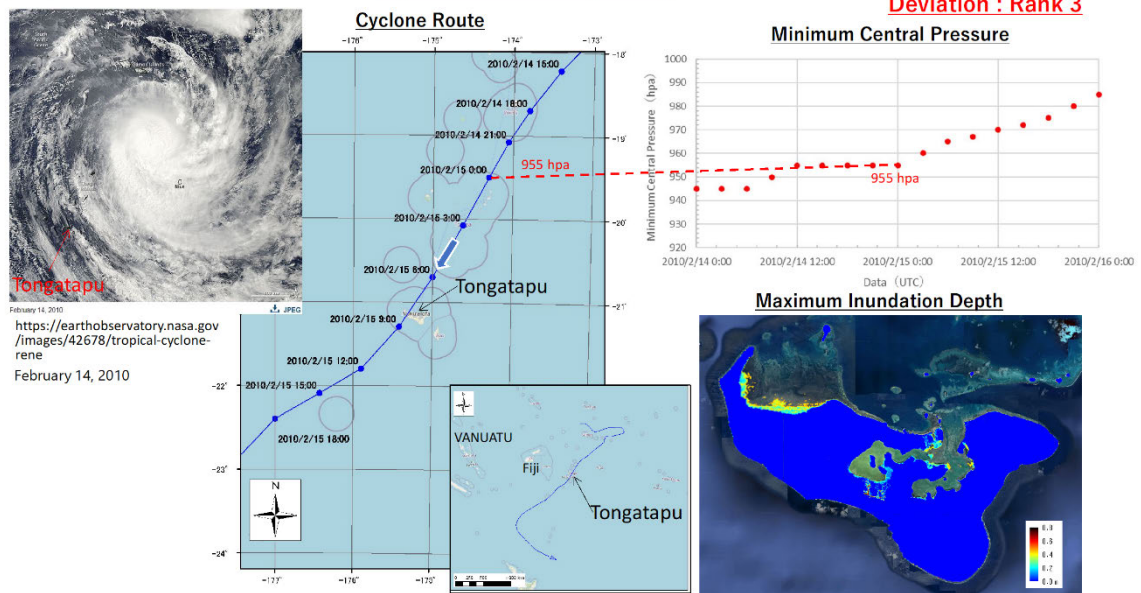 Deviation : Rank 3
Cyclone Route
Minimum Central Pressure
-176°
-175°
-174°
-173°
-18°
2010/2/14 15:00
2010/2/14 18:00
-19°
2010/2/14 21:00
2010/2/15 0:00
955 hpa
2010/2/15 3:00
-20°
2010/2/15 6:00
Tongatapu
-21°
2010/2/15 9:00
2010/2/15 12:00
-22°
2010/2/15 15:00
2010/2/15 18:00
-23°
N
-24°
-177°
-176°
-175°
Tongatapu
February 14, 2010
JPEG
https://earthobservatory.nasa.gov
/images/42678/tropical-cyclone-
rene
February 14, 2010
VANUATU
Fiji
Tongatapu
Minimum Central Pressure (hpa)
1000
990
980
970
960
950
940
930
920
955 hpa
2010/2/14 0:00
2010/2/14 12:00
2010/2/15 0:00
2010/2/15 12:00
2010/2/16 0:00
Data (UTC)
Maximum Inundation Depth
0.8
0.6
0.4
0.2
0.0